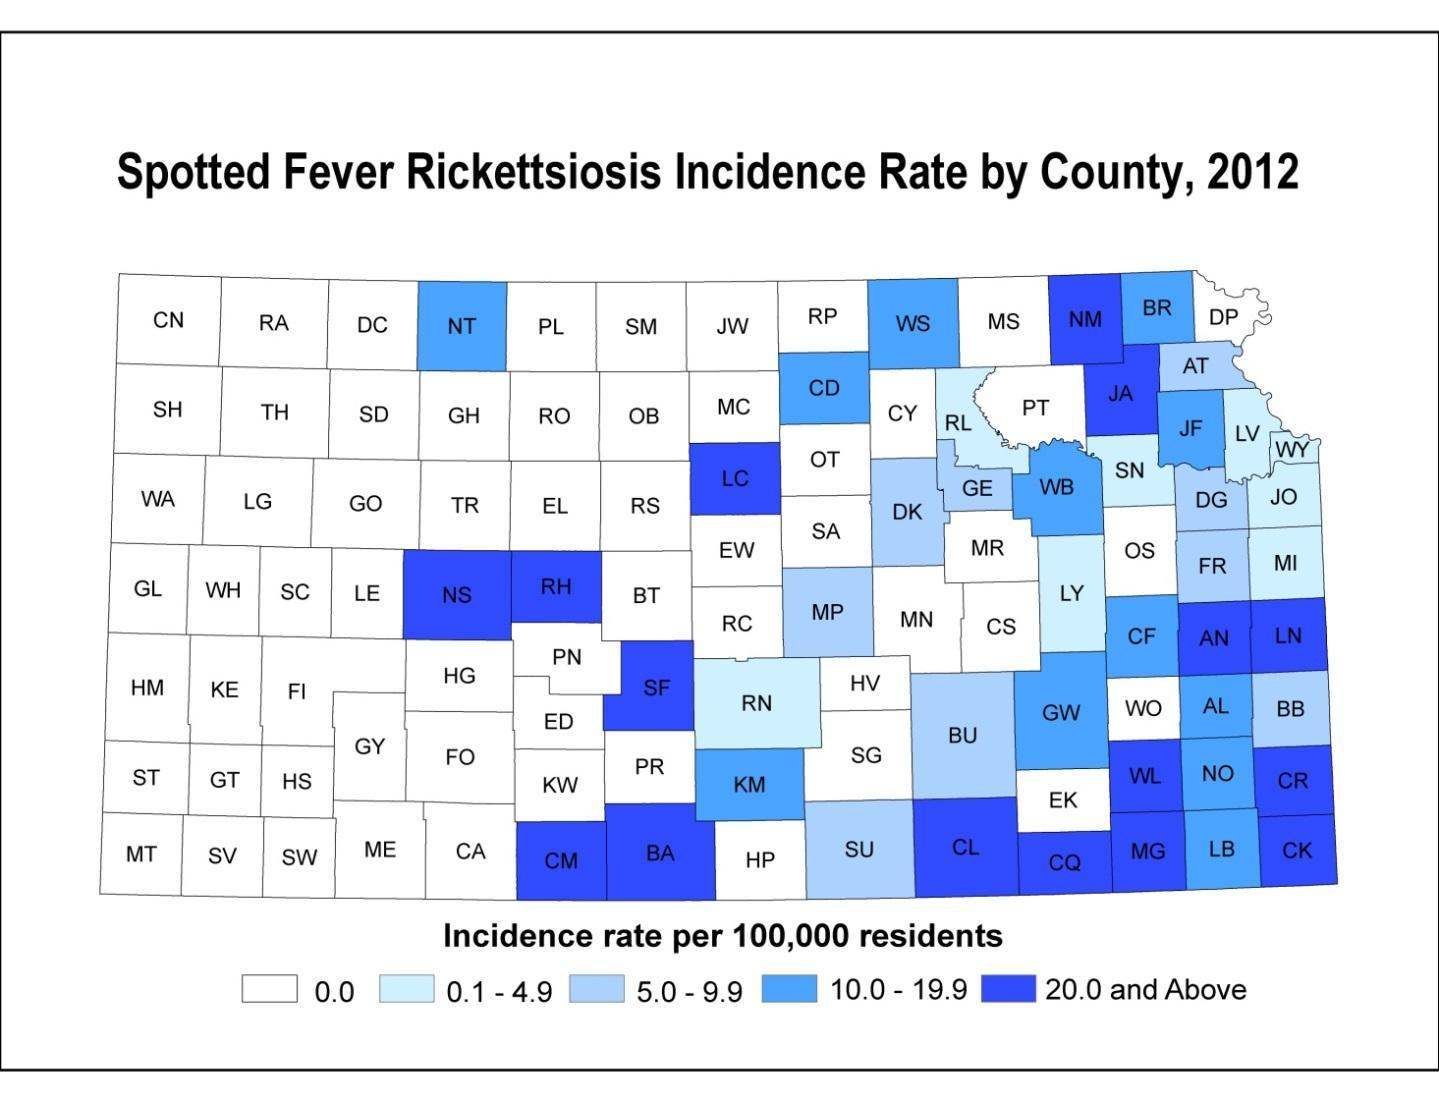 Spotted Fever Rickettsiosis Incidence Rate by County, 2012
CN RA DC NT PL SM JW RP WS MS NM BR DP
AT
SH TH SD GH RO OB MC CD CY RL PT JA JF LV WY
WA LG GO TR EL RS LC OT DK GE WB SN DG JO
EW SA MR OS
GL WH SC LE NS RH BT RC MP MN CS LY FR MI
CF AN LN
HM KE FI HG PN SF RN HV BU GW WO AL BB
GY ED
ST GT HS FO KW PR KM SG EK WL NO CR
MT SV SW ME CA CM BA HP SU CL CQ MG LB CK
Incidence rate per 100,000 residents
0.0 0.1 - 4.9 5.0 - 9.9 10.0 - 19.9 20.0 and Above